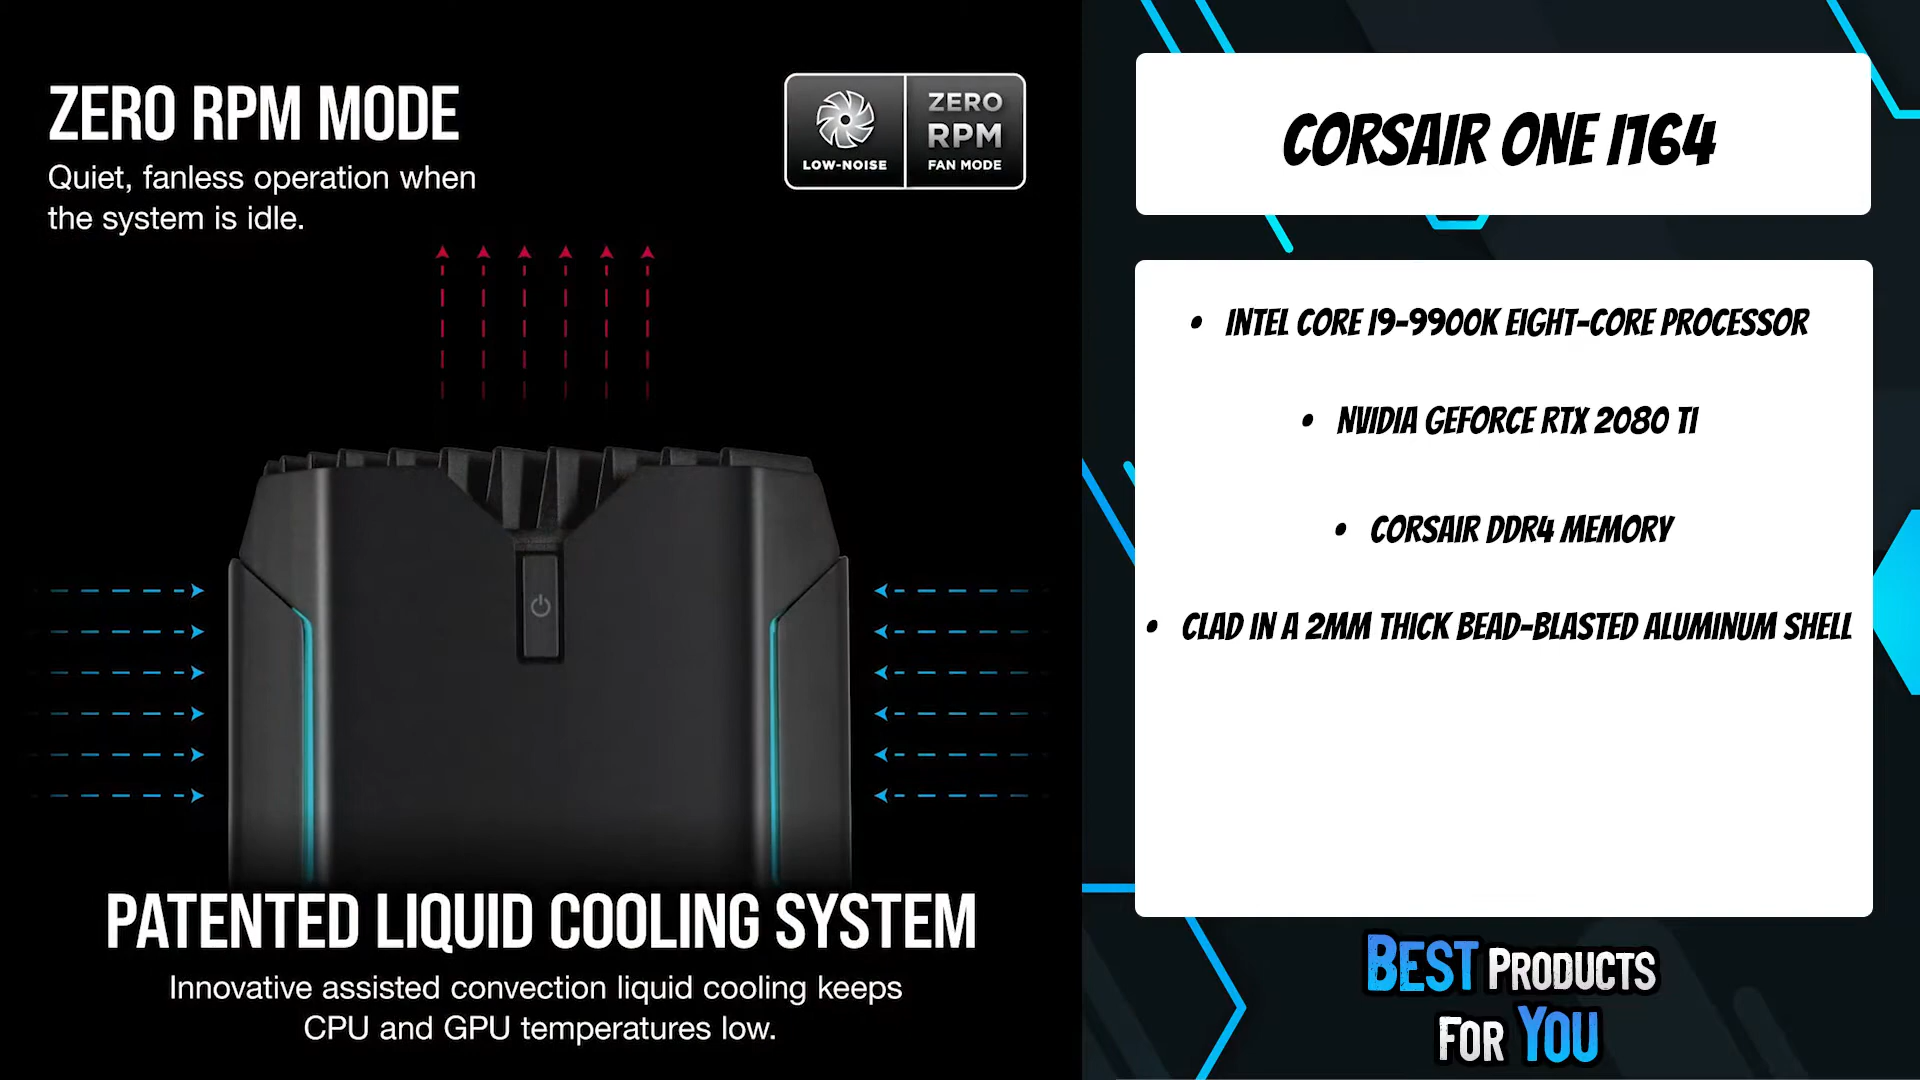 ZERO RPM MODE
Quiet, fanless operation when
the system is idle.
LOW-NOISE
ZERO
RPM
FAN MODE
PATENTED LIQUID COOLING SYSTEM
Innovative assisted convection liquid cooling keeps
CPU and GPU temperatures low.
CORSAIR ONE I164
• INTEL CORE I9-9900K EIGHT-CORE PROCESSOR
• NVIDIA GEFORCE RTX 2080 TI
• CORSAIR DDR4 MEMORY
• CLAD IN A 2MM THICK BEAD-BLASTED ALUMINUM SHELL
BEST PRODUCTS
FOR YOU